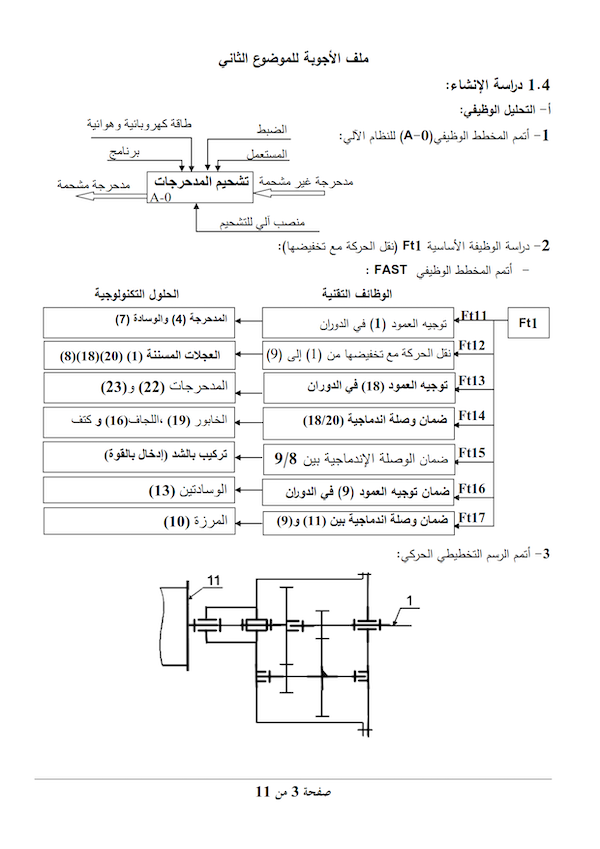 ملف الأجوبة للموضوع الثاني
1.4 دراسة الإنشاء:
أ- التحليل الوظيفي:
1- أتمم المخطط الوظيفي(A-0) للنظام الآلي:
طاقة كهروبائية وهوائية
الضبط
برنامج
المستعمل
مدحرجة غير مشحمة
تشحيم المدحرجات
A-0
مدحرجة مشحمة
منصب آلي للتشحيم
2- دراسة الوظيفة الأساسية Ft1 (نقل الحركة مع تخفيضها):
- أتمم المخطط الوظيفي FAST :
الوظائف التقنية
الحلول التكنولوجية
Ft1
Ft11
توجيه العمود (1) في الدوران
المدحرجة (4) والوسادة (7)
Ft12
نقل الحركة مع تخفيضها من (1) إلى (9)
العجلات المسننة (1) (20)(18)(8)
Ft13
توجيه العمود (18) في الدوران
المدحرجات (22) و(23)
Ft14
ضمان وصلة اندماجية (18/20)
الخابور (19) ،اللجاف(16) و كتف
Ft15
ضمان الوصلة الإندماجية بين 9/8
تركيب بالشد (إدخال بالقوة)
Ft16
ضمان توجيه العمود (9) في الدوران
الوسادتين (13)
Ft17
ضمان وصلة اندماجية بين (11) و(9)
المرزة (10)
3- أتمم الرسم التخطيطي الحركي:
11
1
صفحة 3 من 11